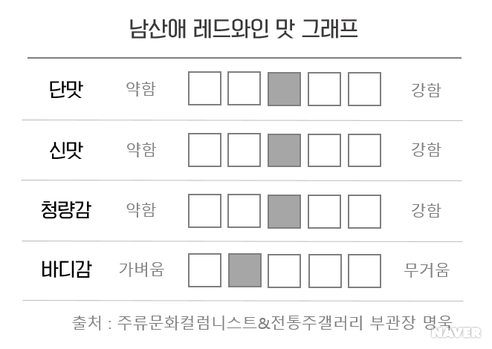 남산애 레드와인 맛 그래프
단맛 약함 강함
신맛 약함 강함
청량감 약함 강함
바디감 가벼움 무거움
출처 : 주류문화컬럼니스트&전통주갤러리 부관장 명욱
NAVER